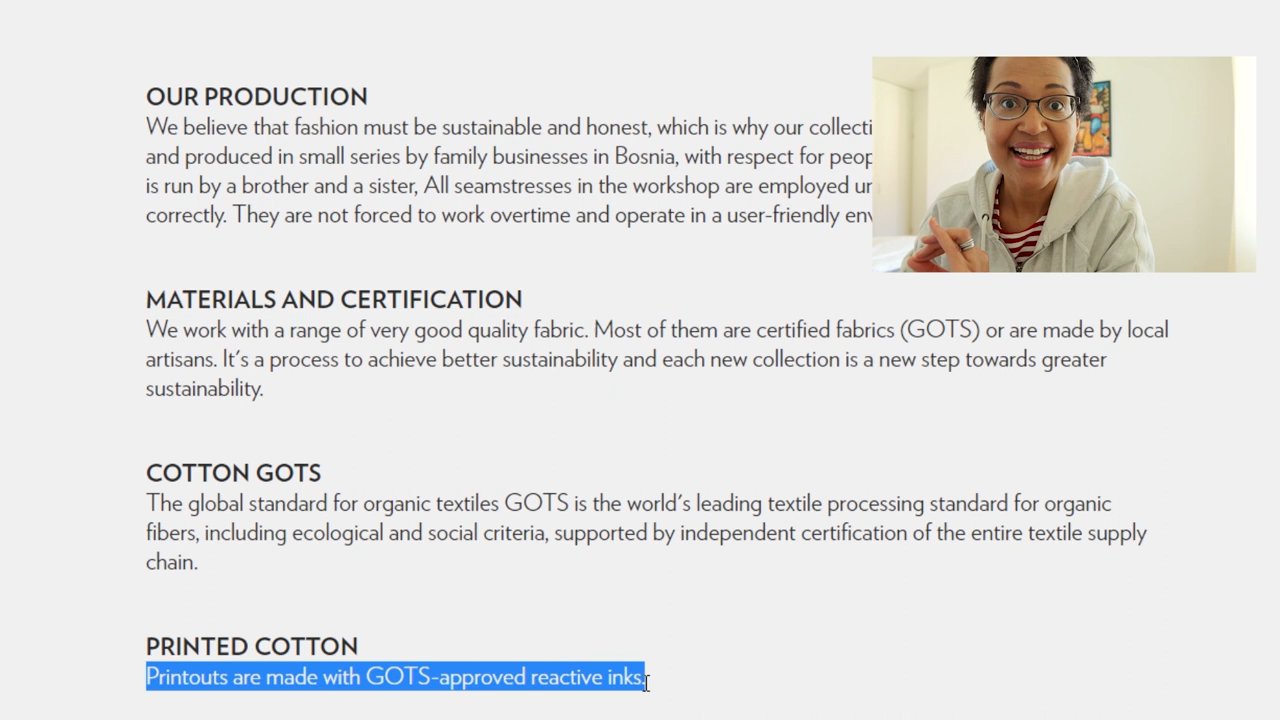 OUR PRODUCTION
We believe that fashion must be sustainable and honest, which is why our
and produced in small series by family businesses in Bosnia, with respect for
is run by a brother and a sister, All seamstresses in the workshop are employed
correctly. They are not forced to work overtime and operate in a user-friendly
MATERIALS AND CERTIFICATION
We work with a range of very good quality fabric. Most of them are certified fabrics (GOTS) or are made by local
artisans. It's a process to achieve better sustainability and each new collection is a new step towards greater
sustainability.
COTTON GOTS
The global standard for organic textiles GOTS is the world's leading textile processing standard for organic
fibers, including ecological and social criteria, supported by independent certification of the entire textile supply
chain.
PRINTED COTTON
Printouts are made with GOTS-approved reactive inks.